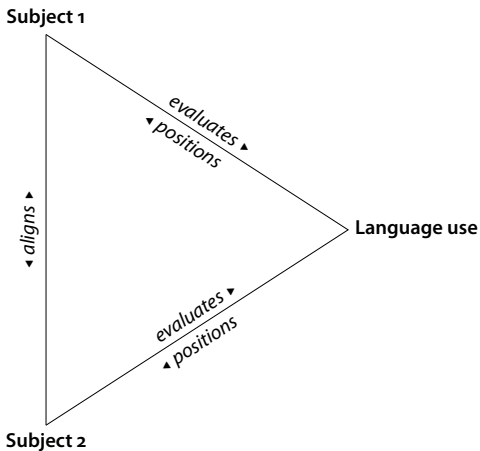 Subject 1
evaluates ▸
◂ positions
◂ aligns ▸
Language use
evaluates ▸
◂ positions
Subject 2